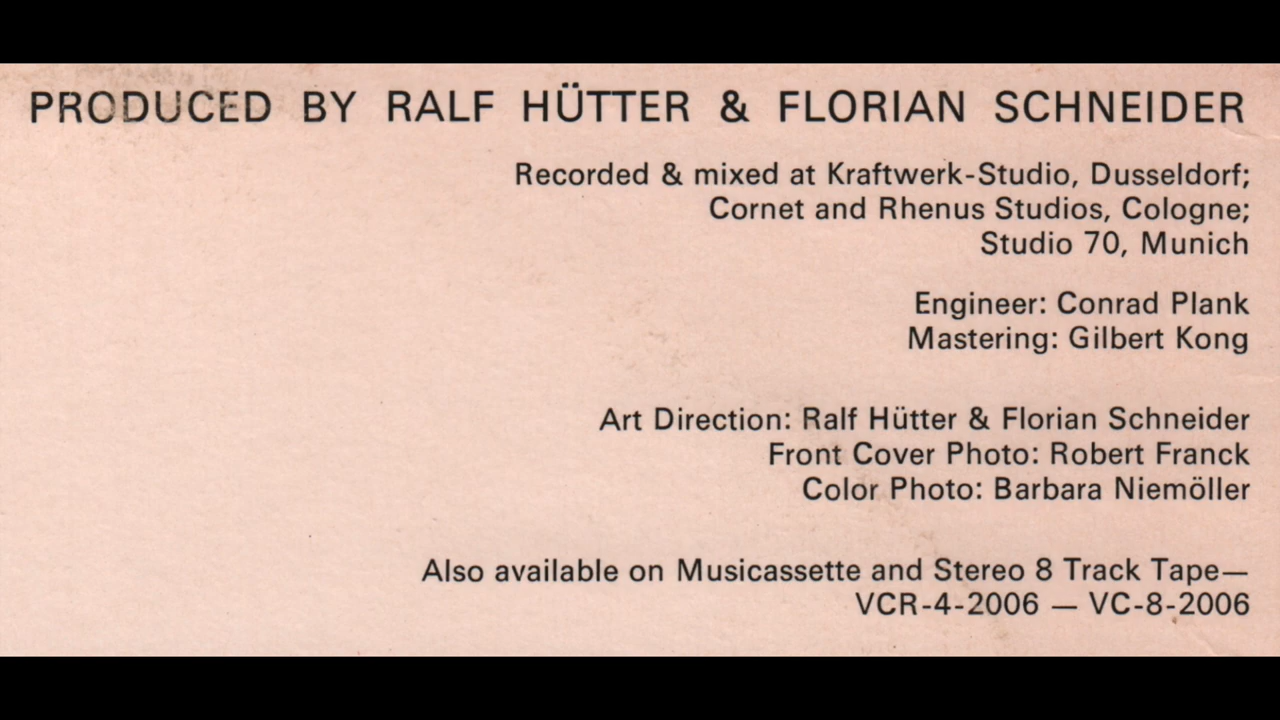 PRODUCED BY RALF HÜTTER & FLORIAN SCHNEIDER
Recorded & mixed at Kraftwerk-Studio, Dusseldorf;
Cornet and Rhenus Studios, Cologne;
Studio 70, Munich
Engineer: Conrad Plank
Mastering: Gilbert Kong
Art Direction: Ralf Hütter & Florian Schneider
Front Cover Photo: Robert Franck
Color Photo: Barbara Niemöller
Also available on Musicassette and Stereo 8 Track Tape—
VCR-4-2006 — VC-8-2006